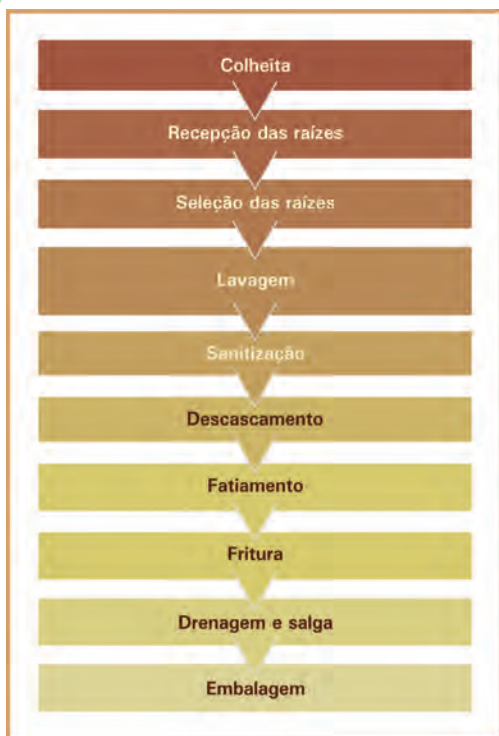 Colheita
Recepção das raízes
Seleção das raízes
Lavagem
Sanitização
Descascamento
Fatiamento
Fritura
Drenagem e salga
Embalagem